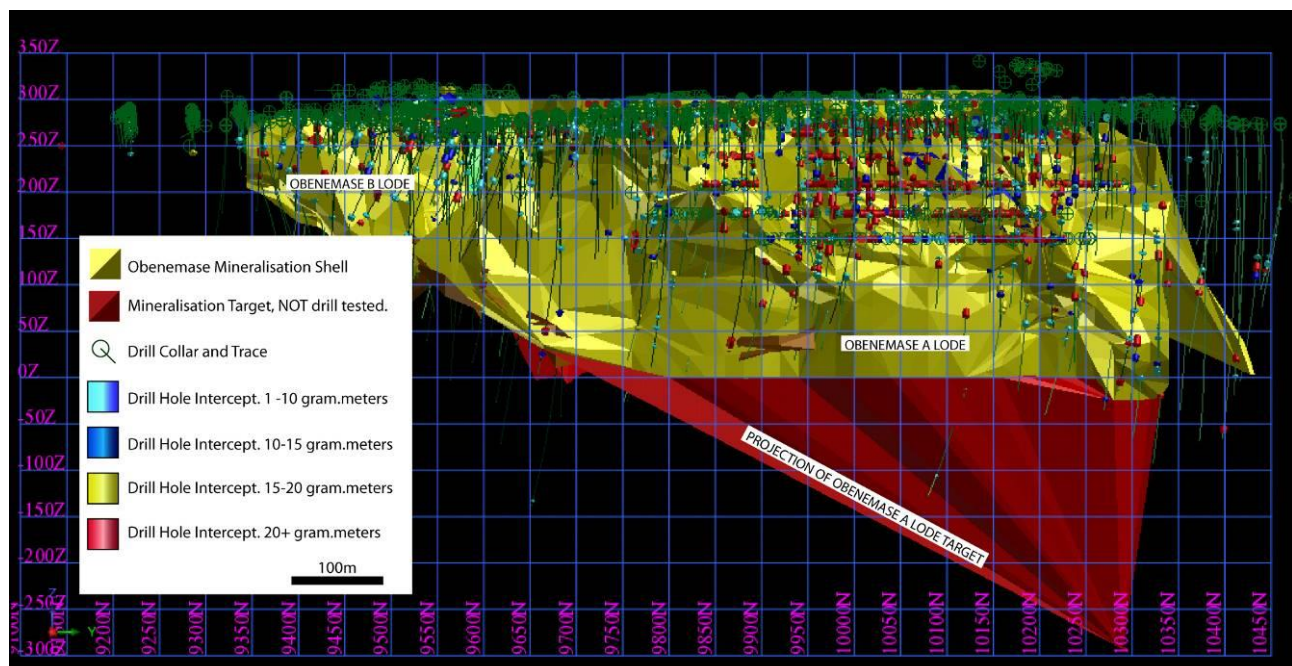 350Z
300Z
250Z
200Z
150Z
100Z
50Z
0Z
-50Z
-100Z
-150Z
-200Z
-250Z
-300Z
OBENEMASE B LODE
Obenemase Mineralisation Shell
Mineralisation Target, NOT drill tested.
Drill Collar and Trace
Drill Hole Intercept. 1 -10 gram.meters
Drill Hole Intercept. 10-15 gram.meters
Drill Hole Intercept. 15-20 gram.meters
Drill Hole Intercept. 20+ gram.meters
100m
OBENEMASE A LODE
PROJECTION OF OBENEMASE A LODE TARGET
Z
Y
9200N
9250N
9300N
9350N
9400N
9450N
9500N
9550N
9600N
9650N
9700N
9750N
9800N
9850N
9900N
9950N
10000N
10050N
10100N
10150N
10200N
10250N
10300N
10350N
10400N
10450N